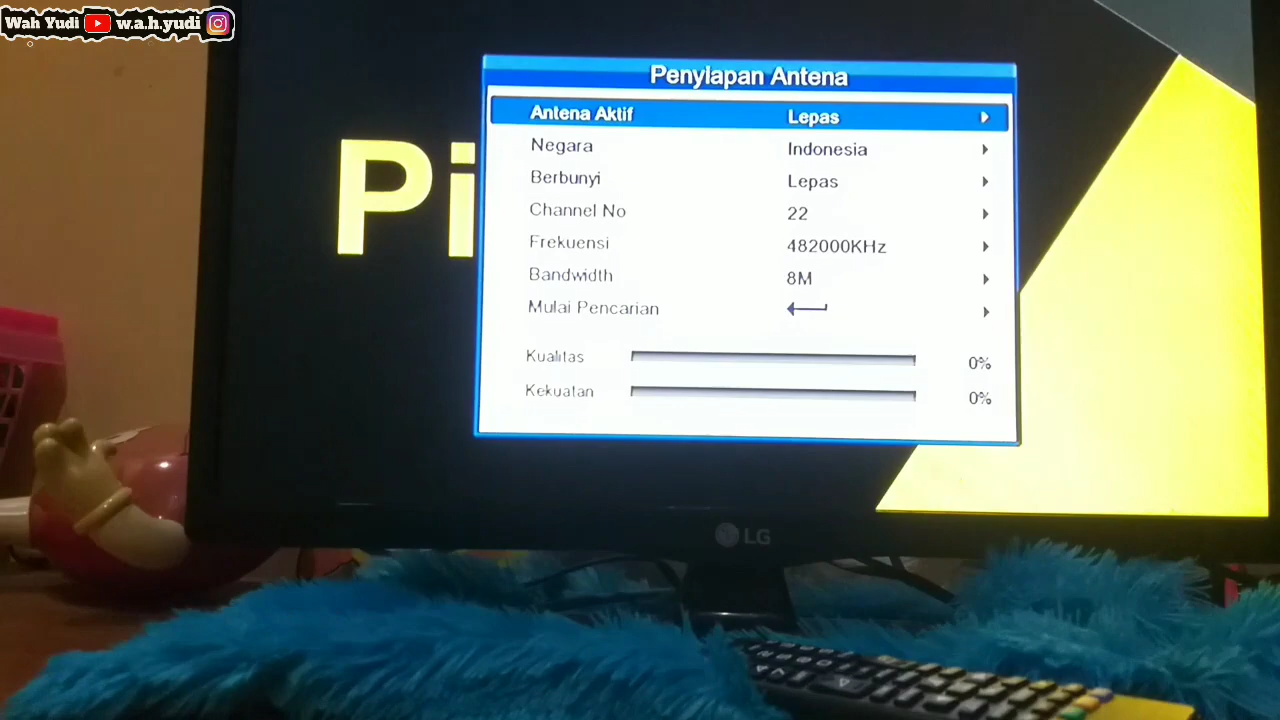 Wah Yudi w.a.h.yudi
Pi
Penyiapan Antena
Antena Aktif Lepas
Negara Indonesia
Berbunyi Lepas
Channel No 22
Frekuensi 482000KHz
Bandwidth 8M
Mulai Pencarian
Kualitas 0%
Kekuatan 0%
LG